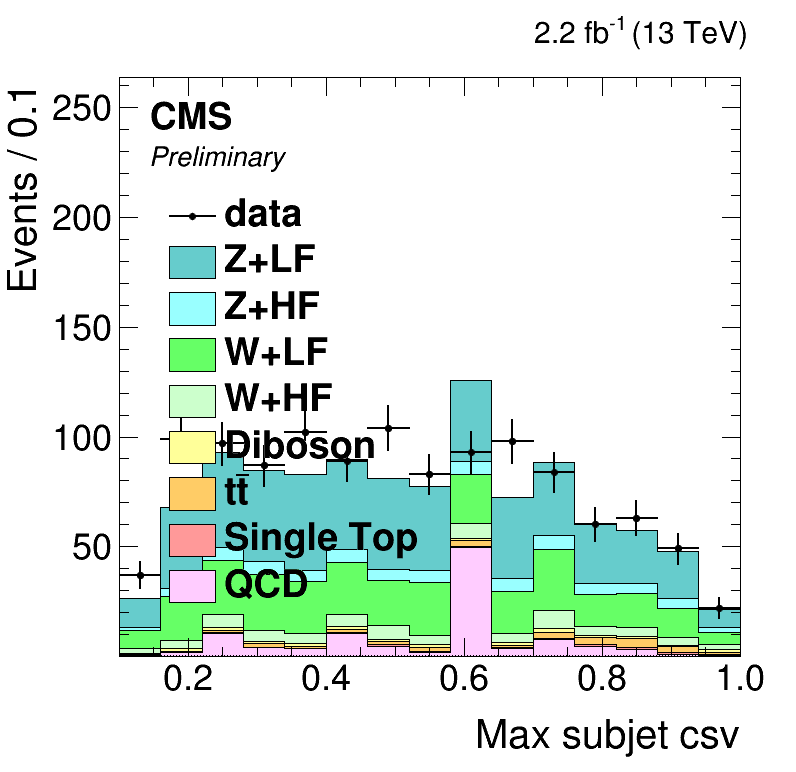 2.2 fb⁻¹ (13 TeV)
Events / 0.1
250
200
150
100
50
CMS
Preliminary
data
Z+LF
Z+HF
W+LF
W+HF
Diboson
tt̄
Single Top
QCD
0.2 0.4 0.6 0.8 1.0
Max subjet csv